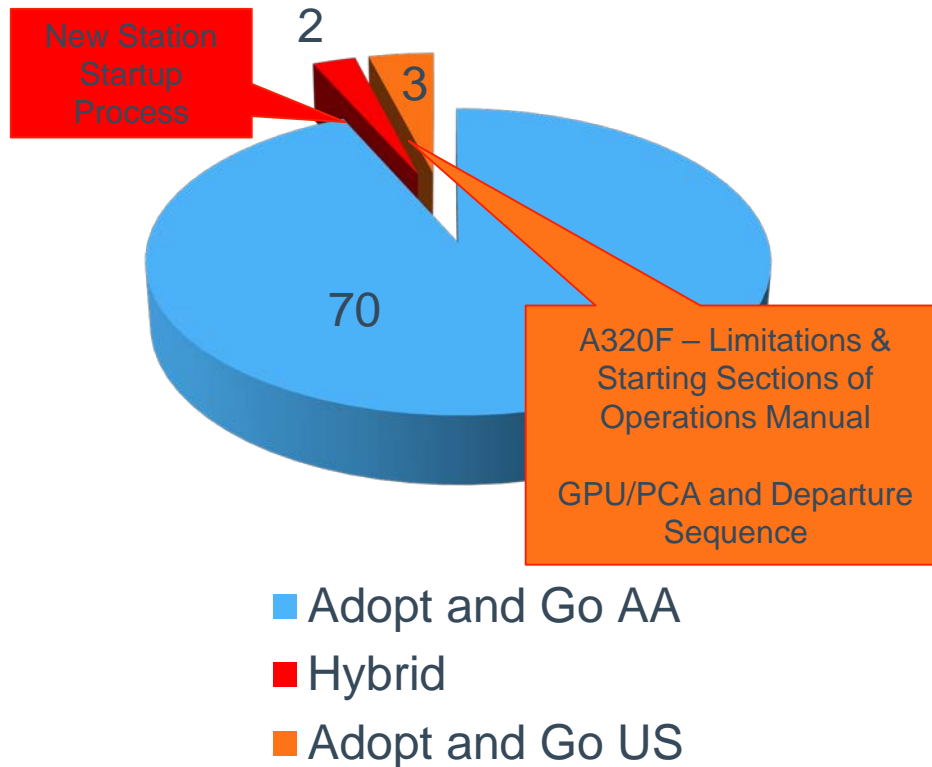 New Station
Startup
Process
2
3
70
A320F – Limitations &
Starting Sections of
Operations Manual
GPU/PCA and Departure
Sequence
Adopt and Go AA
Hybrid
Adopt and Go US